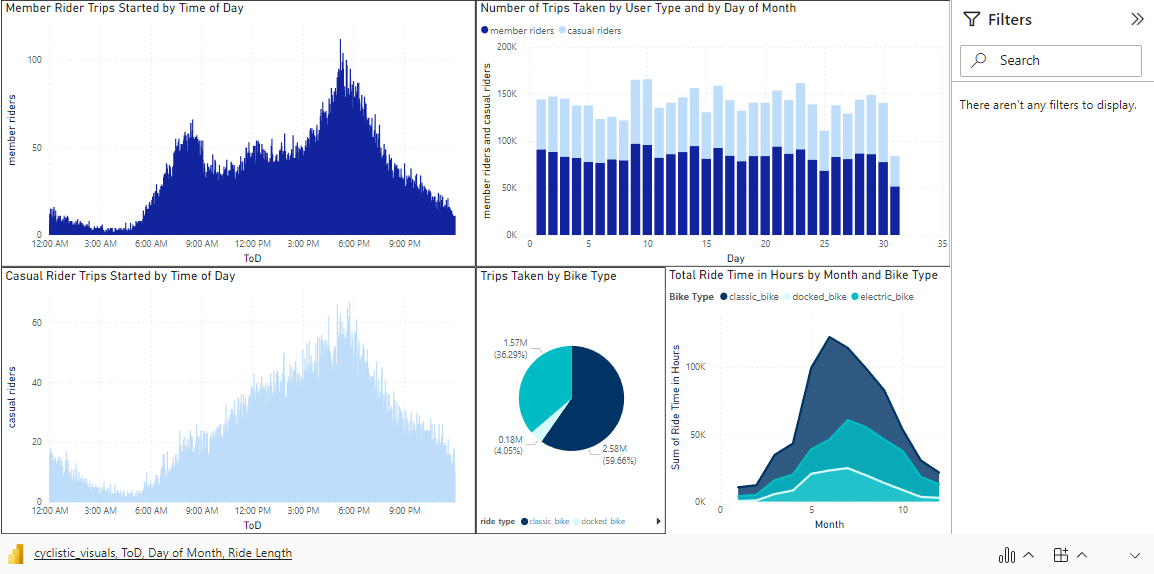 Member Rider Trips Started by Time of Day
member riders
100
50
0
12:00 AM 3:00 AM 6:00 AM 9:00 AM 12:00 PM 3:00 PM 6:00 PM 9:00 PM
ToD
Number of Trips Taken by User Type and by Day of Month
member riders casual riders
member riders and casual riders
200K
150K
100K
50K
0K
0 5 10 15 20 25 30 35
Day
Casual Rider Trips Started by Time of Day
casual riders
60
40
20
0
12:00 AM 3:00 AM 6:00 AM 9:00 AM 12:00 PM 3:00 PM 6:00 PM 9:00 PM
ToD
Trips Taken by Bike Type
1.57M
(36.29%)
0.18M
(4.05%)
2.58M
(59.66%)
ride_type classic_bike docked_bike
Total Ride Time in Hours by Month and Bike Type
Bike Type classic_bike docked_bike electric_bike
Sum of Ride Time in Hours
100K
50K
0K
0 5 10
Month
Filters
Search
There aren't any filters to display.
cyclistic_visuals, ToD, Day of Month, Ride Length